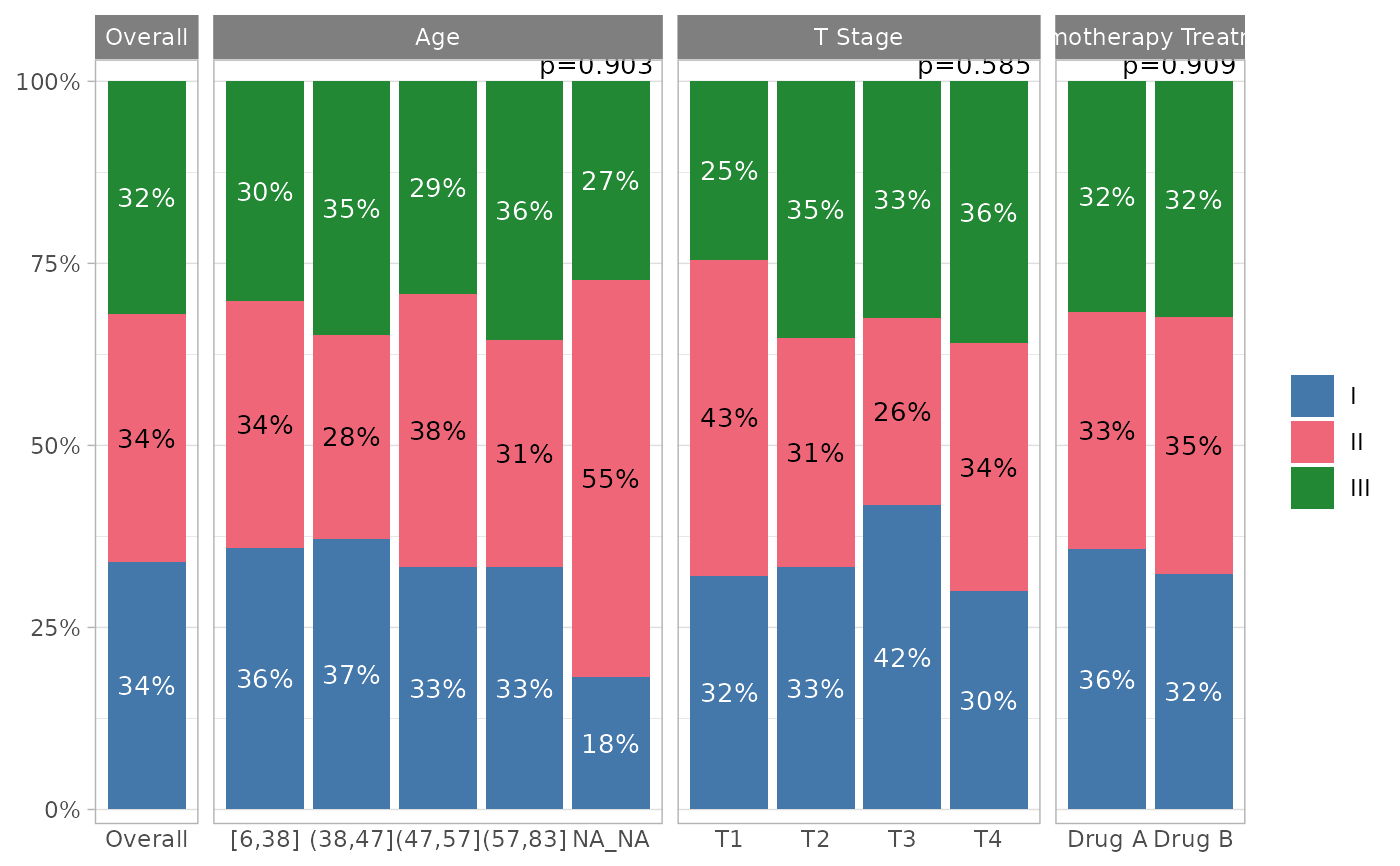 Overall Age T Stage motherapy Treatm
p=0.903 p=0.585 p=0.909
100%
75%
50%
25%
0%
32% 30% 35% 29% 36% 27% 25% 35% 33% 36% 32% 32%
34% 34% 28% 38% 31% 55% 43% 31% 26% 34% 33% 35%
34% 36% 37% 33% 33% 18% 32% 33% 42% 30% 36% 32%
I
II
III
Overall [6,38] (38,47] (47,57] (57,83] NA_NA T1 T2 T3 T4 Drug A Drug B